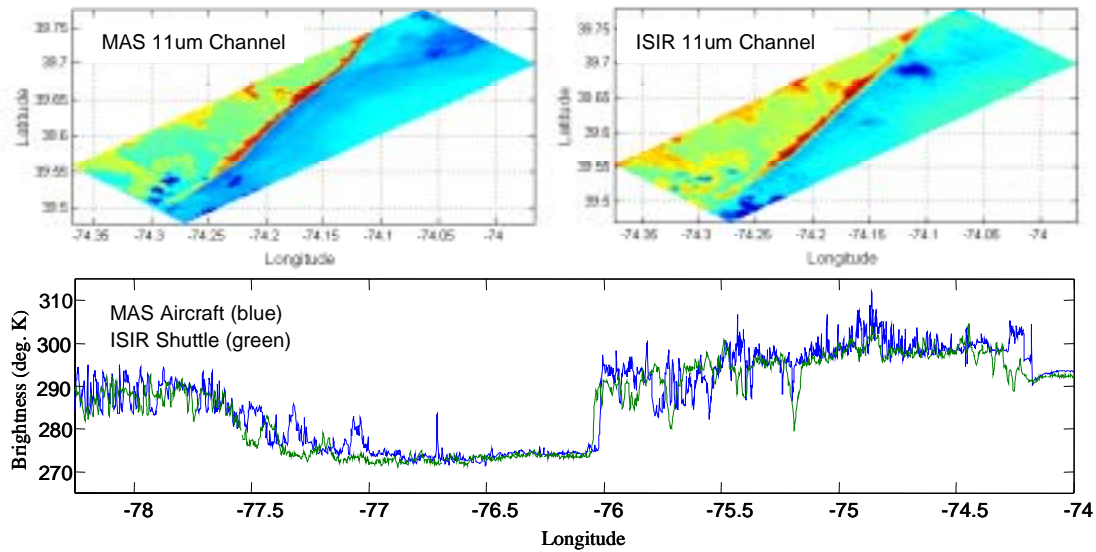 MAS 11um Channel
Latitude
39.75
39.7
39.65
39.6
39.55
39.5
-74.35 -74.3 -74.25 -74.2 -74.15 -74.1 -74.05 -74
Longitude
ISIR 11um Channel
Latitude
39.75
39.7
39.65
39.6
39.55
39.5
-74.35 -74.3 -74.25 -74.2 -74.15 -74.1 -74.05 -74
Longitude
MAS Aircraft (blue)
ISIR Shuttle (green)
Brightness (deg. K)
310
300
290
280
270
-78 -77.5 -77 -76.5 -76 -75.5 -75 -74.5 -74
Longitude